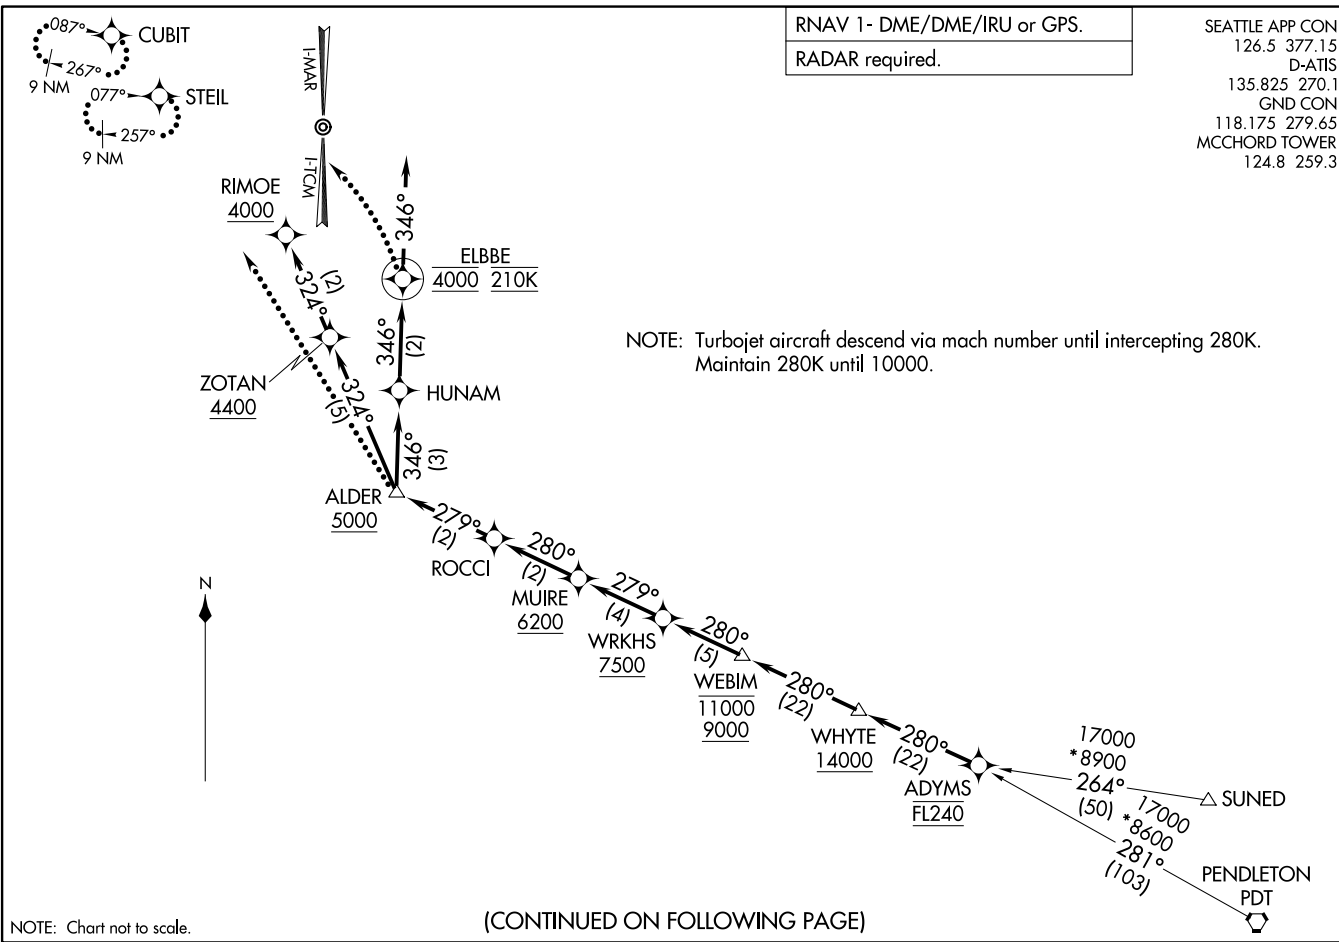 087°
CUBIT
267°
9 NM
077°
STEIL
257°
9 NM
I-MAR
I-TCM
RNAV 1- DME/DME/IRU or GPS.
RADAR required.
SEATTLE APP CON
126.5 377.15
D-ATIS
135.825 270.1
GND CON
118.175 279.65
MCCHORD TOWER
124.8 259.3
RIMOE
4000
346°
ELBBE
4000 210K
(2)
324°
346°
(2)
NOTE: Turbojet aircraft descend via mach number until intercepting 280K.
Maintain 280K until 10000.
ZOTAN
4400
324°
(5)
HUNAM
346°
(3)
ALDER
5000
279°
(2)
ROCCI
280°
(2)
MUIRE
6200
279°
(4)
WRKHS
7500
280°
(5)
WEBIM
11000
9000
280°
(22)
WHYTE
14000
280°
(22)
ADYMS
FL240
17000
*8900
264°
(50)
SUNED
17000
*8600
281°
(103)
PENDLETON
PDT
N
NOTE: Chart not to scale.
(CONTINUED ON FOLLOWING PAGE)